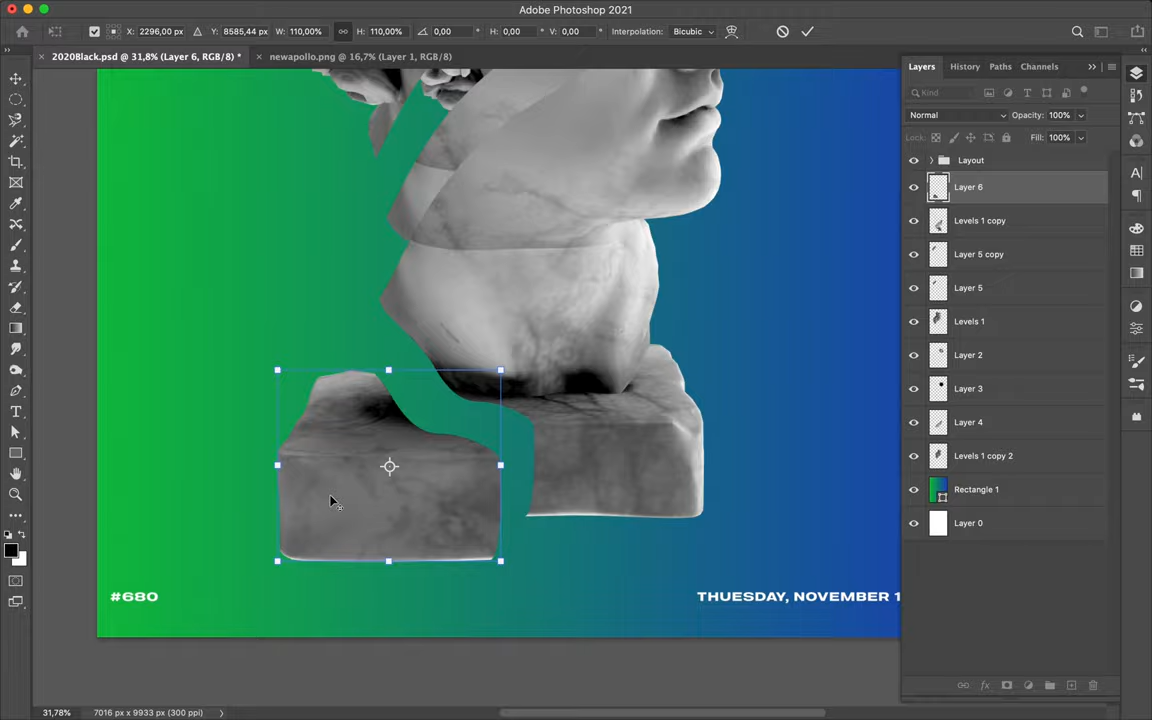 Adobe Photoshop 2021
X: 2296,00 px Y: 8585,44 px W: 110,00% H: 110,00% 0,00 H: 0,00 V: 0,00 Interpolation: Bicubic
2020Black.psd @ 31,8% (Layer 6, RGB/8) * newapollo.png @ 16,7% (Layer 1, RGB/8)
Layers History Paths Channels
Kind
Normal Opacity: 100%
Lock: Fill: 100%
Layout
Layer 6
Levels 1 copy
Layer 5 copy
Layer 5
Levels 1
Layer 2
Layer 3
Layer 4
Levels 1 copy 2
Rectangle 1
Layer 0
#680 THUESDAY, NOVEMBER 1
31,78% 7016 px x 9933 px (300 ppi)